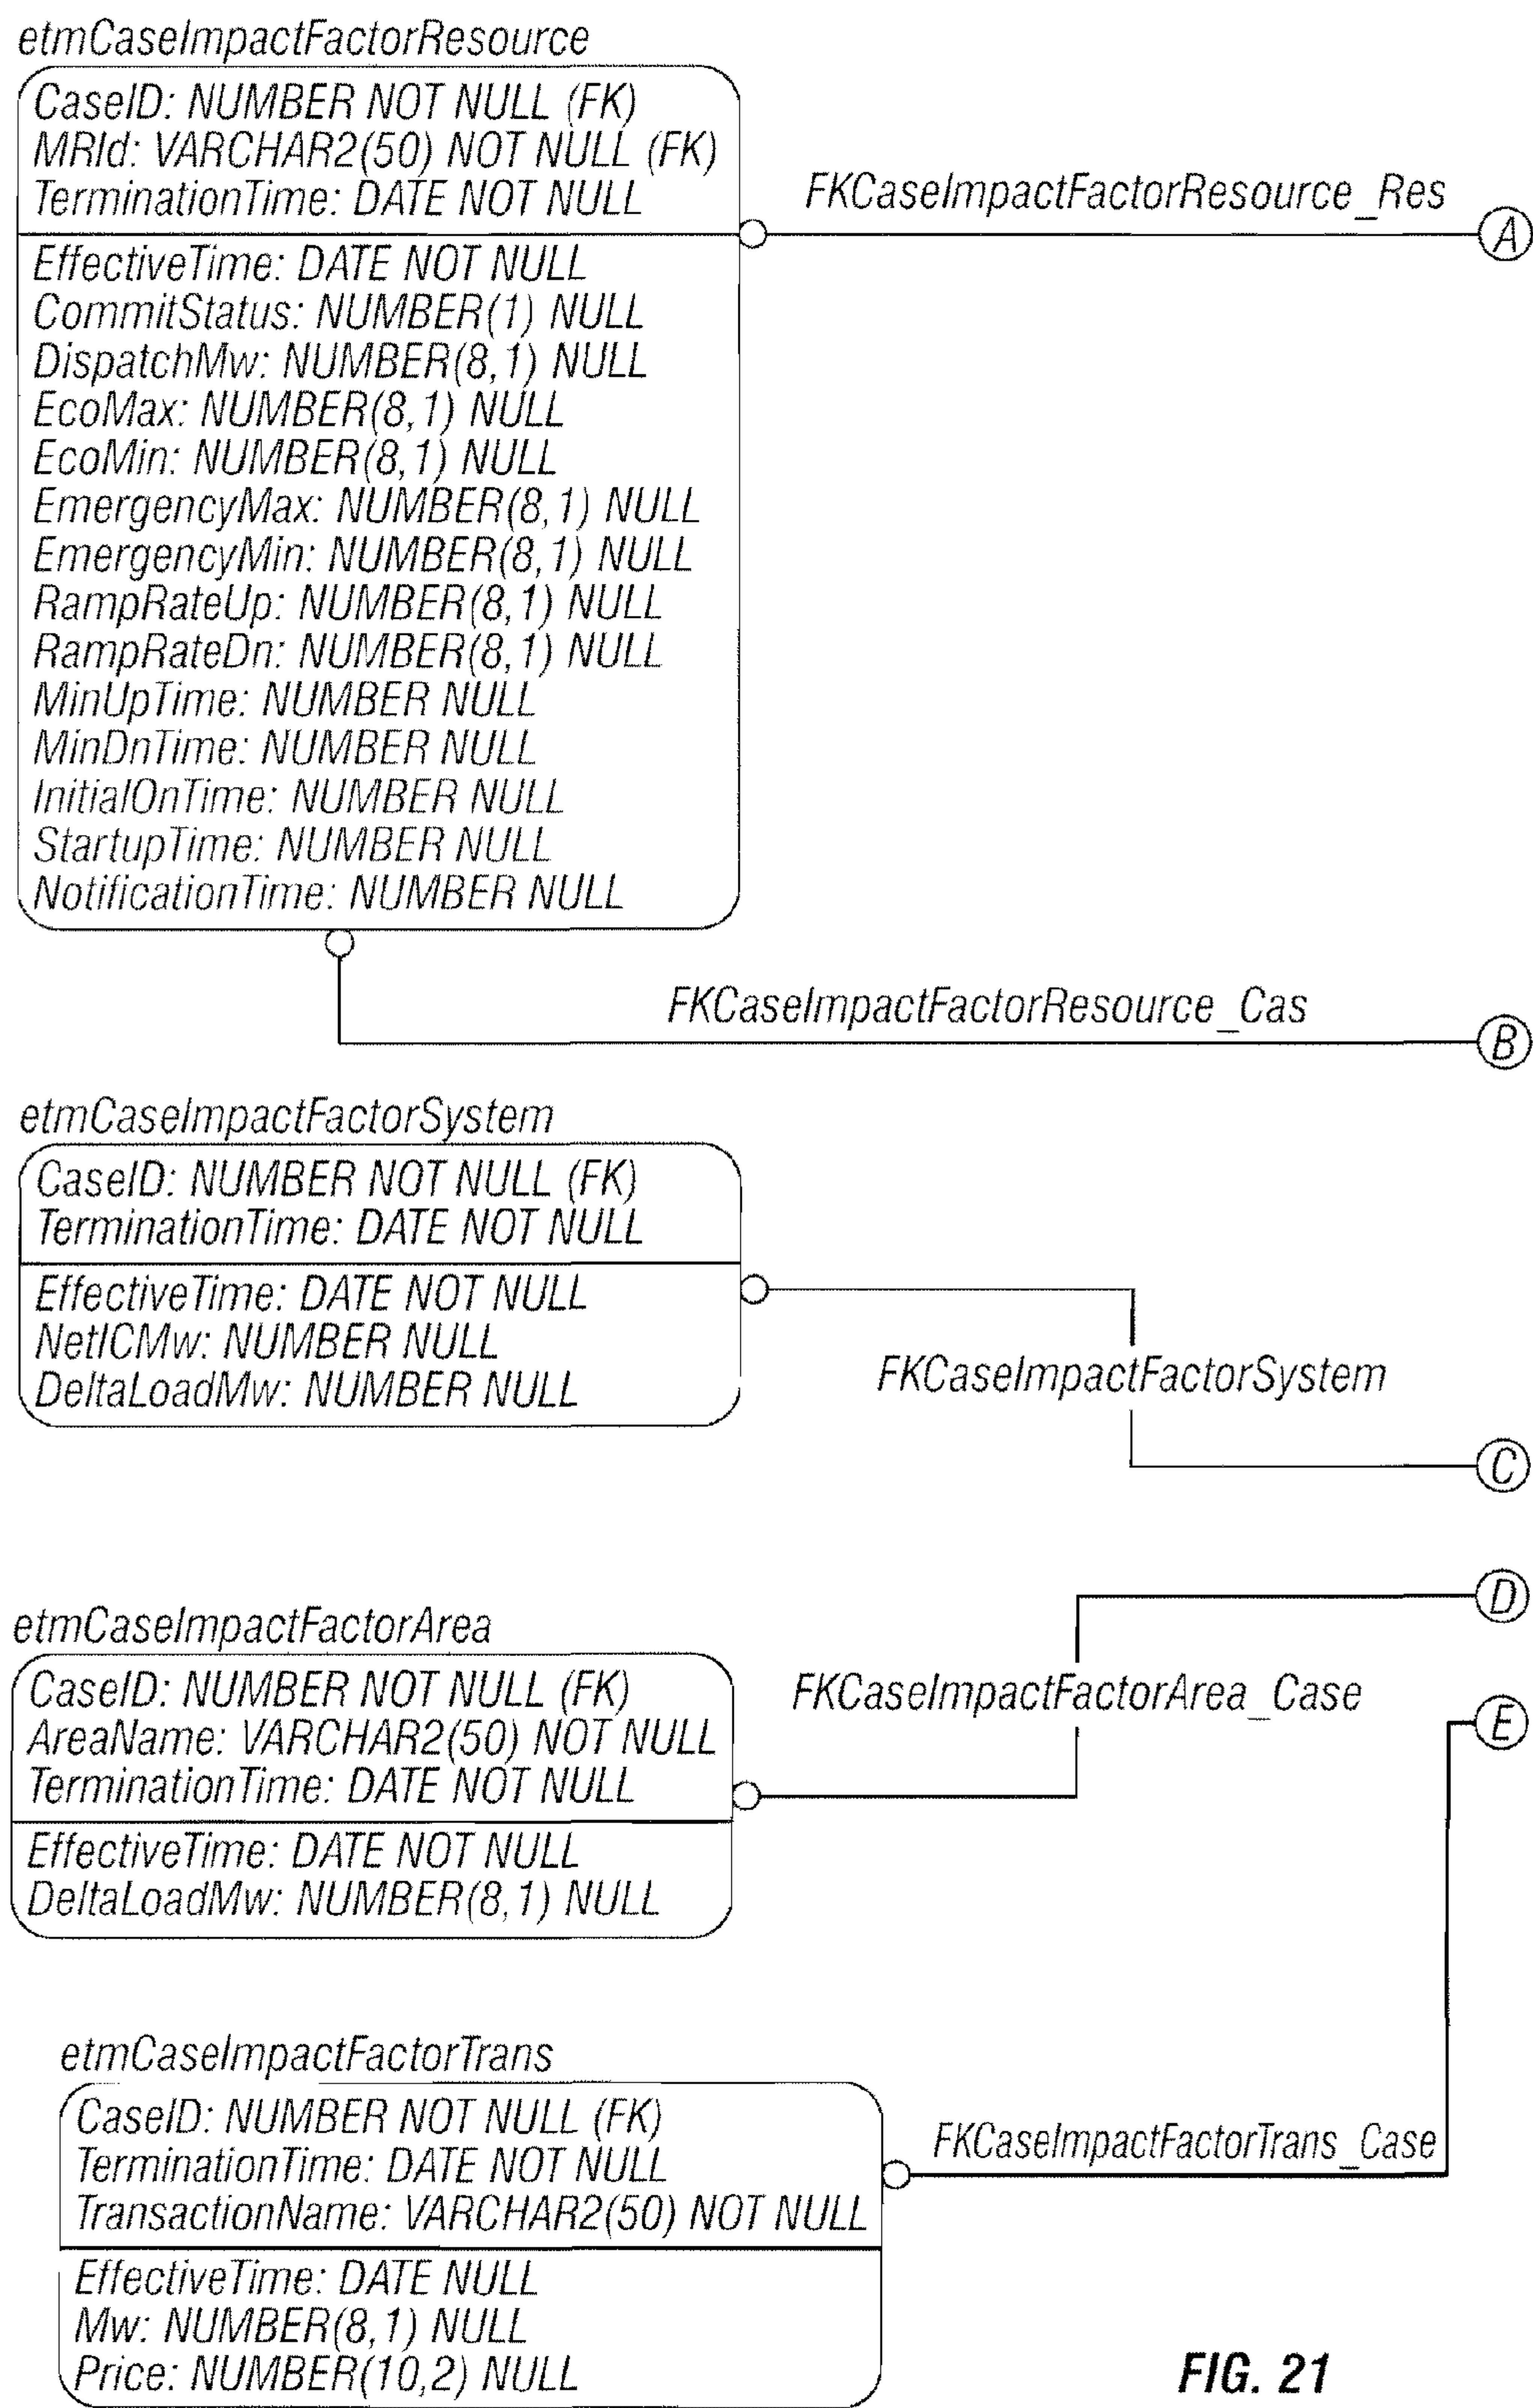 etmCaseImpactFactorResource
CaseID: NUMBER NOT NULL (FK)
MRId: VARCHAR2(50) NOT NULL (FK)
TerminationTime: DATE NOT NULL
FKCaseImpactFactorResource_Res
A
EffectiveTime: DATE NOT NULL
CommitStatus: NUMBER(1) NULL
DispatchMw: NUMBER(8,1) NULL
EcoMax: NUMBER(8,1) NULL
EcoMin: NUMBER(8,1) NULL
EmergencyMax: NUMBER(8,1) NULL
EmergencyMin: NUMBER(8,1) NULL
RampRateUp: NUMBER(8,1) NULL
RampRateDn: NUMBER(8,1) NULL
MinUpTime: NUMBER NULL
MinDnTime: NUMBER NULL
InitialOnTime: NUMBER NULL
StartupTime: NUMBER NULL
NotificationTime: NUMBER NULL
FKCaseImpactFactorResource_Cas
B
etmCaseImpactFactorSystem
CaseID: NUMBER NOT NULL (FK)
TerminationTime: DATE NOT NULL
EffectiveTime: DATE NOT NULL
NetICMw: NUMBER NULL
DeltaLoadMw: NUMBER NULL
FKCaseImpactFactorSystem
C
D
etmCaseImpactFactorArea
CaseID: NUMBER NOT NULL (FK)
AreaName: VARCHAR2(50) NOT NULL
TerminationTime: DATE NOT NULL
FKCaseImpactFactorArea_Case
E
EffectiveTime: DATE NOT NULL
DeltaLoadMw: NUMBER(8,1) NULL
etmCaseImpactFactorTrans
CaseID: NUMBER NOT NULL (FK)
TerminationTime: DATE NOT NULL
TransactionName: VARCHAR2(50) NOT NULL
FKCaseImpactFactorTrans_Case
EffectiveTime: DATE NULL
Mw: NUMBER(8,1) NULL
Price: NUMBER(10,2) NULL
FIG. 21